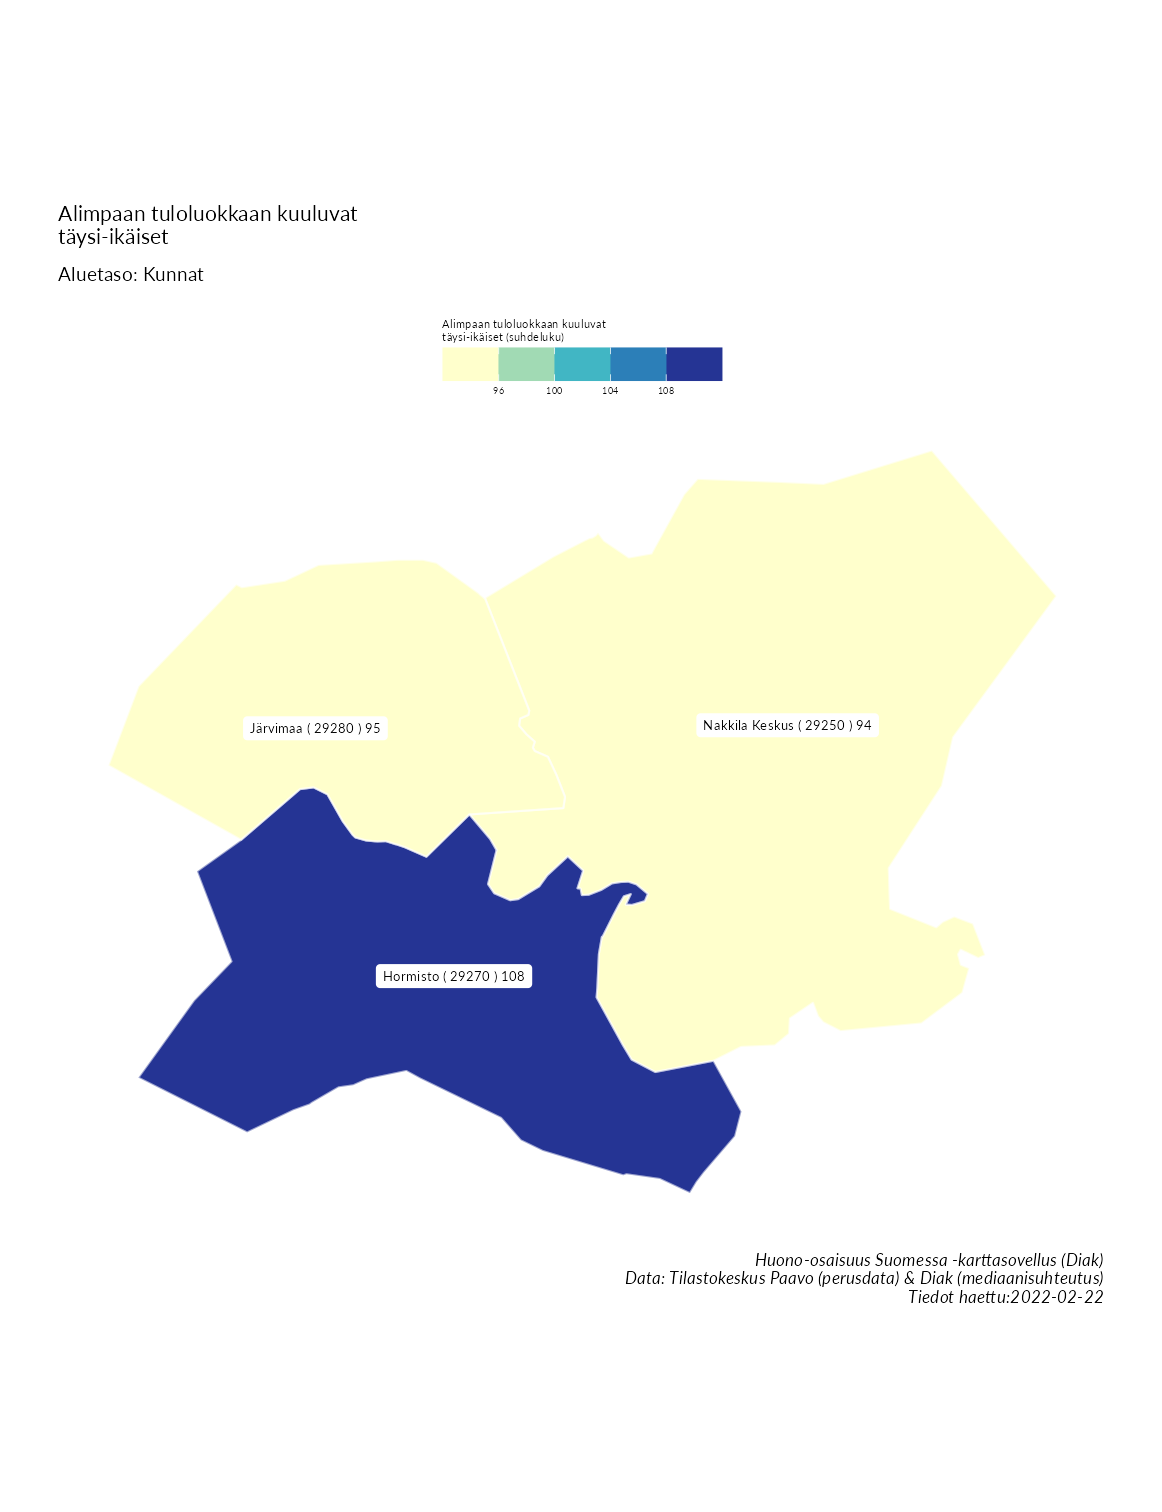 Alimpaan tuloluokkaan kuuluvat
täysi-ikäiset
Aluetaso: Kunnat
Alimpaan tuloluokkaan kuuluvat
täysi-ikäiset (suhdeluku)
96 100 104 108
Nakkila Keskus ( 29250 ) 94
Järvimaa ( 29280 ) 95
Hormisto ( 29270 ) 108
Huono-osaisuus Suomessa -karttasovellus (Diak)
Data: Tilastokeskus Paavo (perusdata) & Diak (mediaanisuhteutus)
Tiedot haettu:2022-02-22